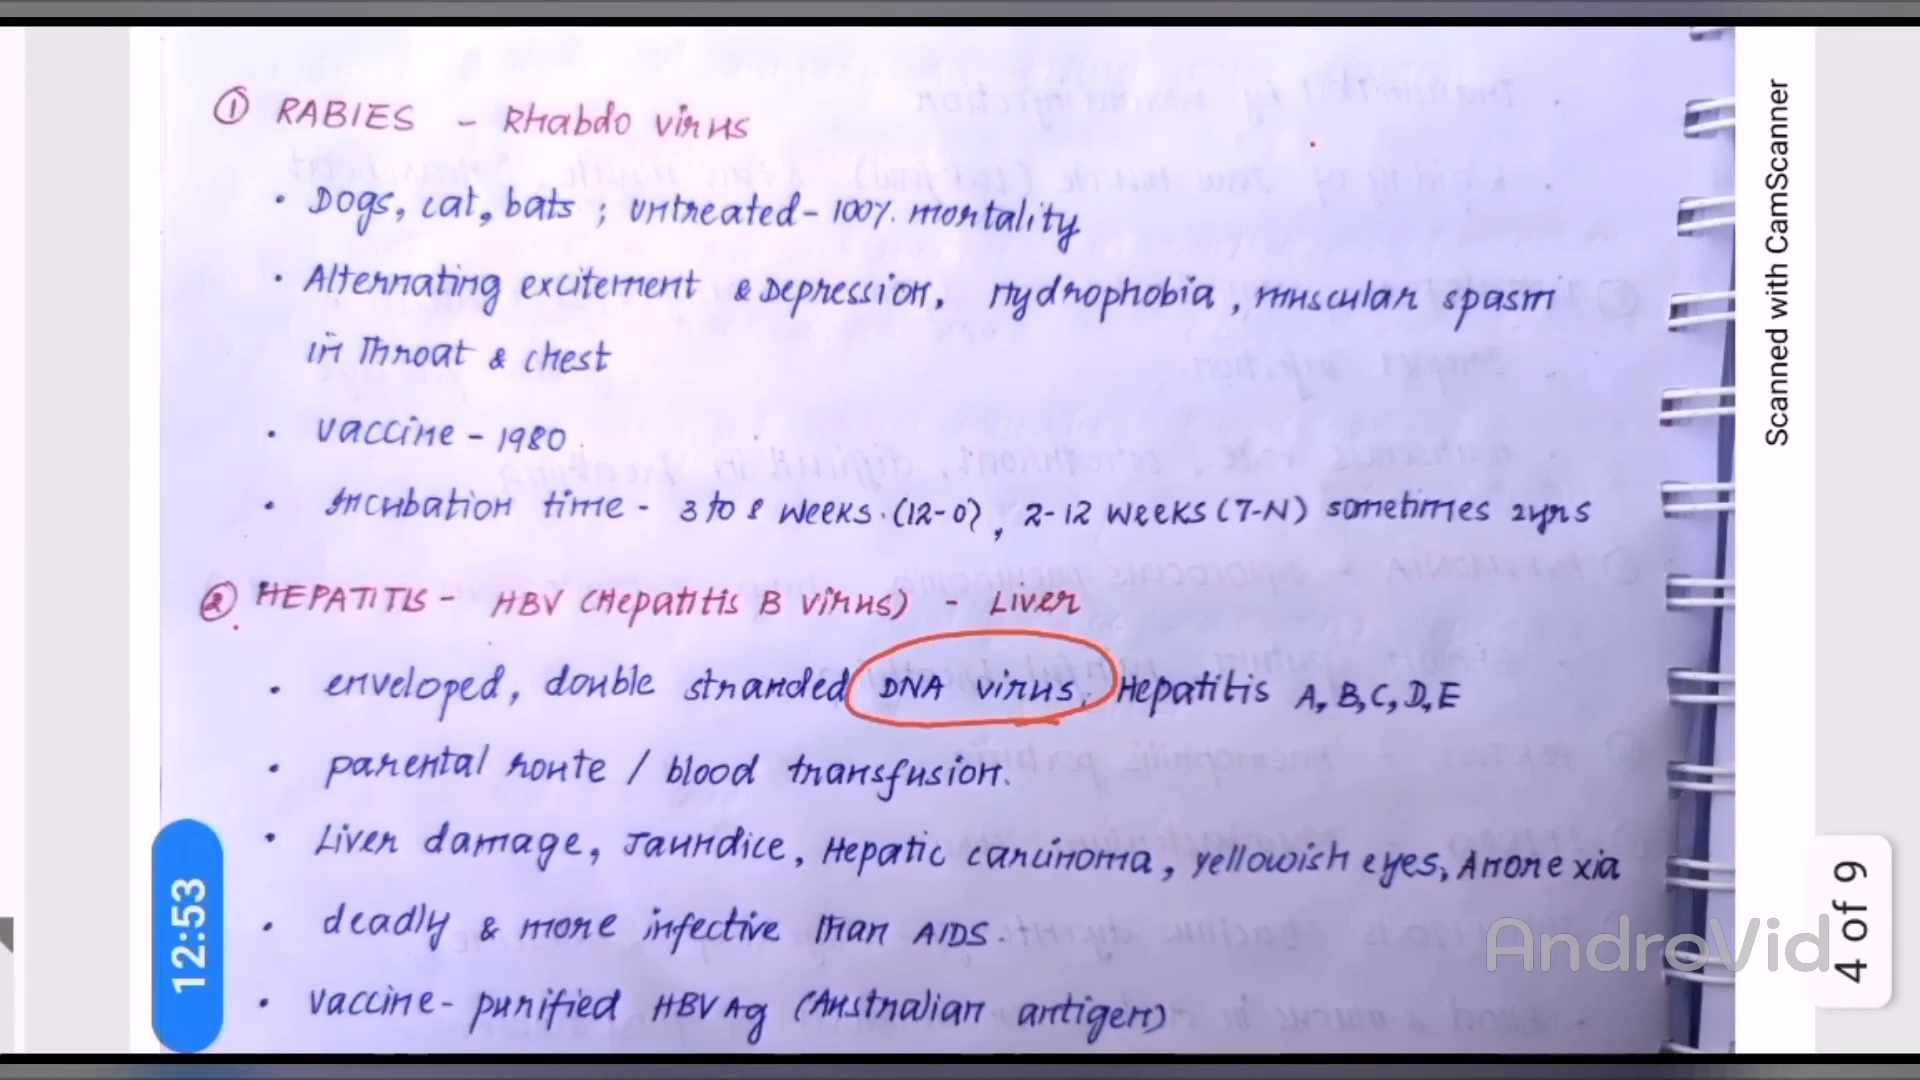 ① RABIES - Rhabdo virus
• Dogs, cat, bats ; untreated - 100% mortality
• Alternating excitement & Depression, Hydrophobia, muscular spasm
in Throat & chest
• vaccine - 1980
• Incubation time - 3 to 8 weeks (12-0), 2-12 weeks (7-N) sometimes 2yrs
② HEPATITIS - HBV (Hepatitis B virus) - Liver
• enveloped, double stranded DNA virus, Hepatitis A, B, C, D, E
• parental route / blood transfusion.
• Liver damage, Jaundice, Hepatic carcinoma, yellowish eyes, Anorexia
• deadly & more infective than AIDS.
• vaccine - purified HBV Ag (Australian antigen)
Scanned with CamScanner
12:53
4 of 9
AndroVid